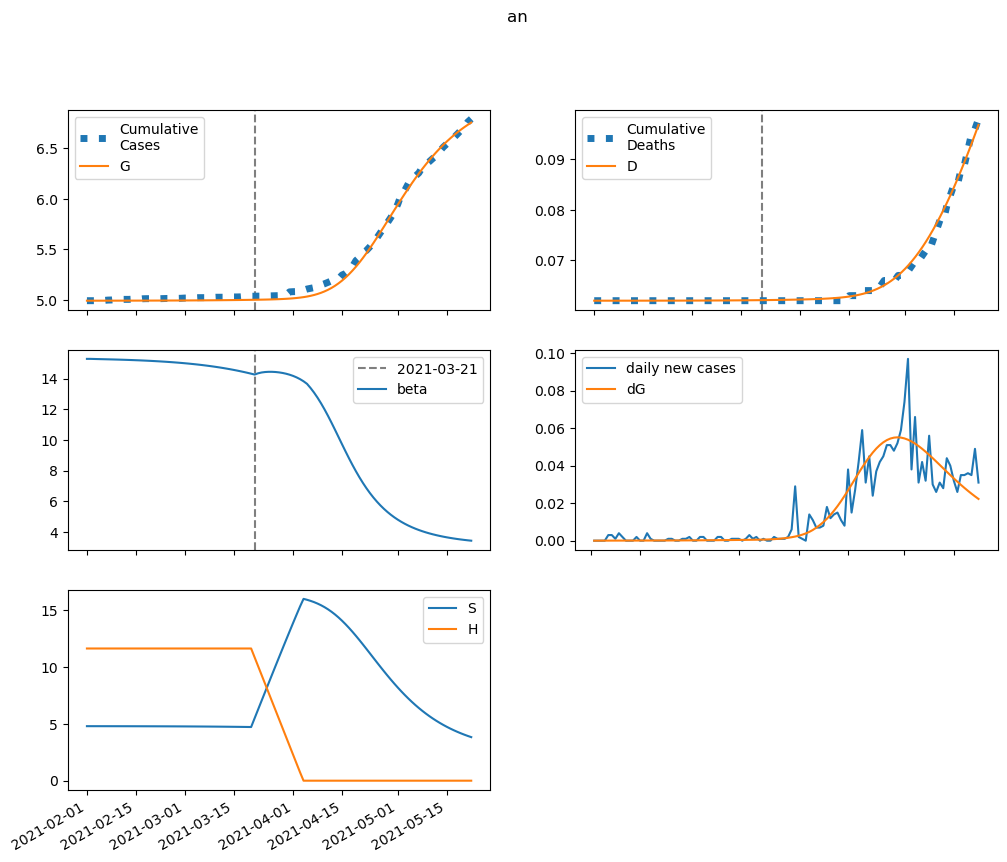 an
Cumulative
Cases
G
6.5
6.0
5.5
5.0
Cumulative
Deaths
D
0.09
0.08
0.07
2021-03-21
beta
14
12
10
8
6
4
daily new cases
dG
0.10
0.08
0.06
0.04
0.02
0.00
S
H
15
10
5
0
2021-02-01
2021-02-15
2021-03-01
2021-03-15
2021-04-01
2021-04-15
2021-05-01
2021-05-15